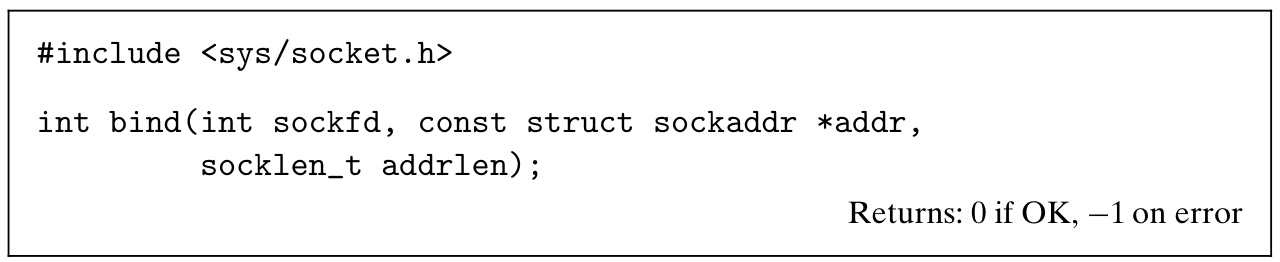 #include <sys/socket.h>
int bind(int sockfd, const struct sockaddr *addr,
socklen_t addrlen);
Returns: 0 if OK, −1 on error